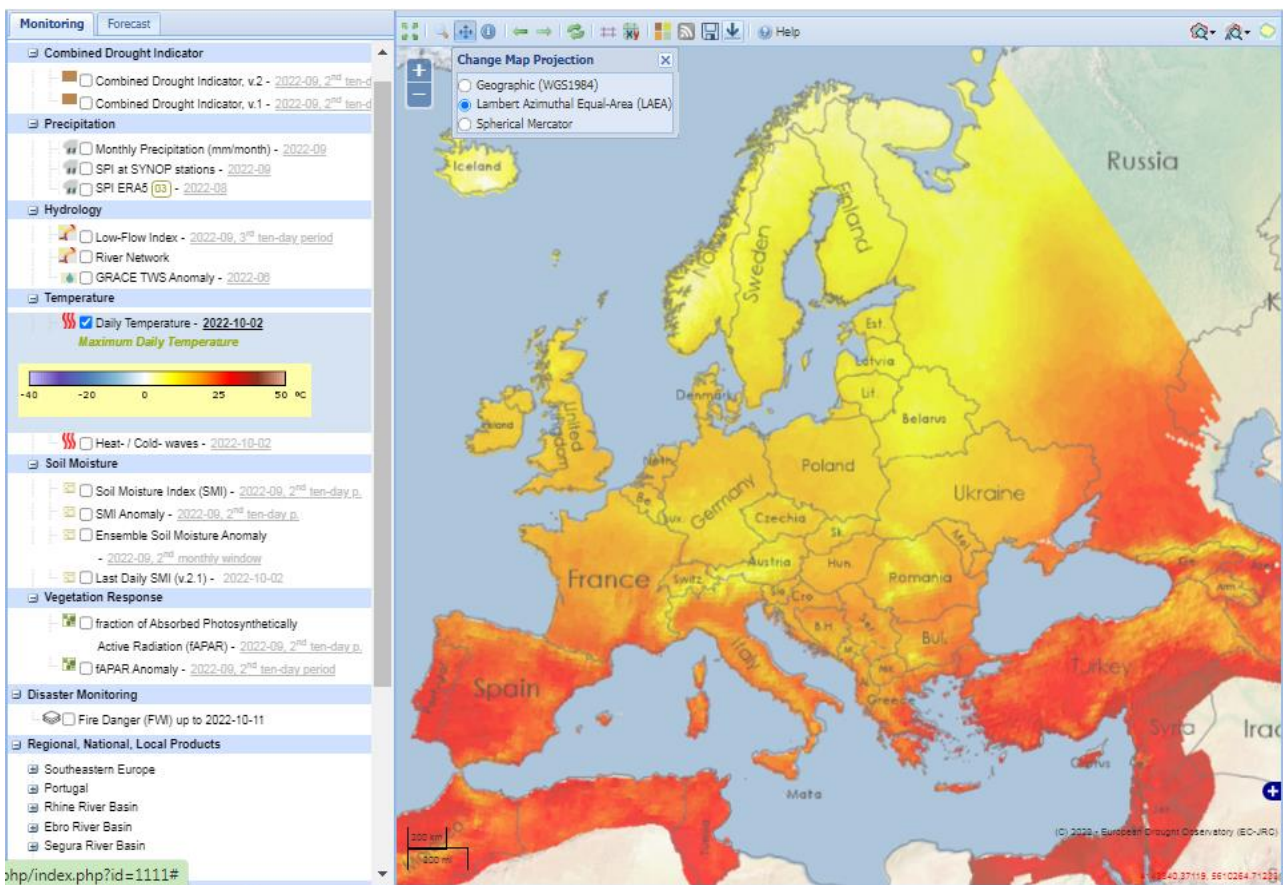 Monitoring
Forecast
Combined Drought Indicator
Combined Drought Indicator, v.2 - 2022-09, 2nd ten-d
Combined Drought Indicator, v.1 - 2022-09, 2nd ten-d
Precipitation
Monthly Precipitation (mm/month) - 2022-09
SPI at SYNOP stations - 2022-09
SPI ERA5 03 - 2022-08
Hydrology
Low-Flow Index - 2022-09, 3rd ten-day period
River Network
GRACE TWS Anomaly - 2022-06
Temperature
Daily Temperature - 2022-10-02
Maximum Daily Temperature
-40 -20 0 25 50 ºC
Heat- / Cold- waves - 2022-10-02
Soil Moisture
Soil Moisture Index (SMI) - 2022-09, 2nd ten-day p.
SMI Anomaly - 2022-09, 2nd ten-day p.
Ensemble Soil Moisture Anomaly
- 2022-09, 2nd monthly window
Last Daily SMI (v.2.1) - 2022-10-02
Vegetation Response
fraction of Absorbed Photosynthetically
Active Radiation (fAPAR) - 2022-09, 2nd ten-day p.
fAPAR Anomaly - 2022-09, 2nd ten-day period
Disaster Monitoring
Fire Danger (FWI) up to 2022-10-11
Regional, National, Local Products
Southeastern Europe
Portugal
Rhine River Basin
Ebro River Basin
Segura River Basin
php/index.php?id=1111#
Help
Change Map Projection
Geographic (WGS1984)
Lambert Azimuthal Equal-Area (LAEA)
Spherical Mercator
Iceland
Russia
Norway
Sweden
Finland
Est.
Latvia
Lit.
Denmark
Belarus
Ireland
United
Kingdom
Neth.
Be.
Lux.
Germany
Poland
Ukraine
Czechia
Sk.
Mol.
France
Switz.
Austria
Hun.
Romania
Cro.
B.H.
Ser.
Bul.
Italy
Portugal
Spain
Greece
Turkey
Arm.
Syria
Iraq
Cyprus
Malta
Tunisia
200 km
200 mi
(C) 2022 - European Drought Observatory (EC-JRC)